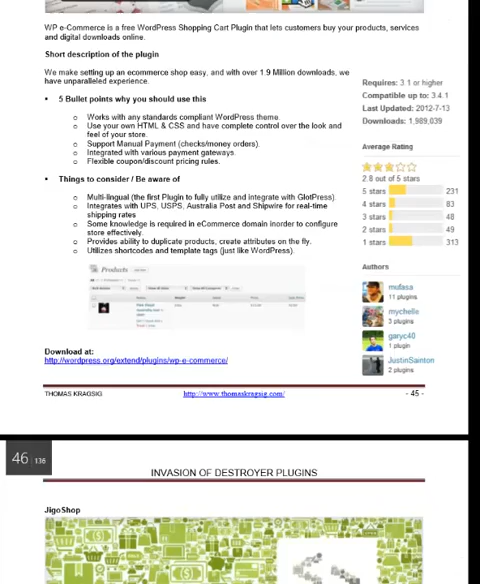 WP e-Commerce is a free WordPress Shopping Cart Plugin that lets customers buy your products, services
and digital downloads online.
Short description of the plugin
We make setting up an ecommerce shop easy, and with over 1.9 Million downloads, we
have unparalleled experience.
• 5 Bullet points why you should use this
o Works with any standards compliant WordPress theme.
o Use your own HTML & CSS and have complete control over the look and
feel of your store.
o Support Manual Payment (checks/money orders).
o Integrated with various payment gateways.
o Flexible coupon/discount pricing rules.
• Things to consider / Be aware of
o Multi-lingual (the first Plugin to fully utilize and integrate with GlotPress).
o Integrates with UPS, USPS, Australia Post and Shipwire for real-time
shipping rates
o Some knowledge is required in eCommerce domain inorder to configure
store effectively.
o Provides ability to duplicate products, create attributes on the fly.
o Utilizes shortcodes and template tags (just like WordPress).
Products
Download at:
http://wordpress.org/extend/plugins/wp-e-commerce/
Requires: 3.1 or higher
Compatible up to: 3.4.1
Last Updated: 2012-7-13
Downloads: 1,989,039
Average Rating
2.8 out of 5 stars
5 stars 231
4 stars 83
3 stars 48
2 stars 49
1 stars 313
Authors
mufasa
11 plugins
mychelle
3 plugins
garyc40
1 plugin
JustinSainton
2 plugins
THOMAS KRAGSIG http://www.thomaskragsig.com/ - 45 -
46 136
INVASION OF DESTROYER PLUGINS
JigoShop